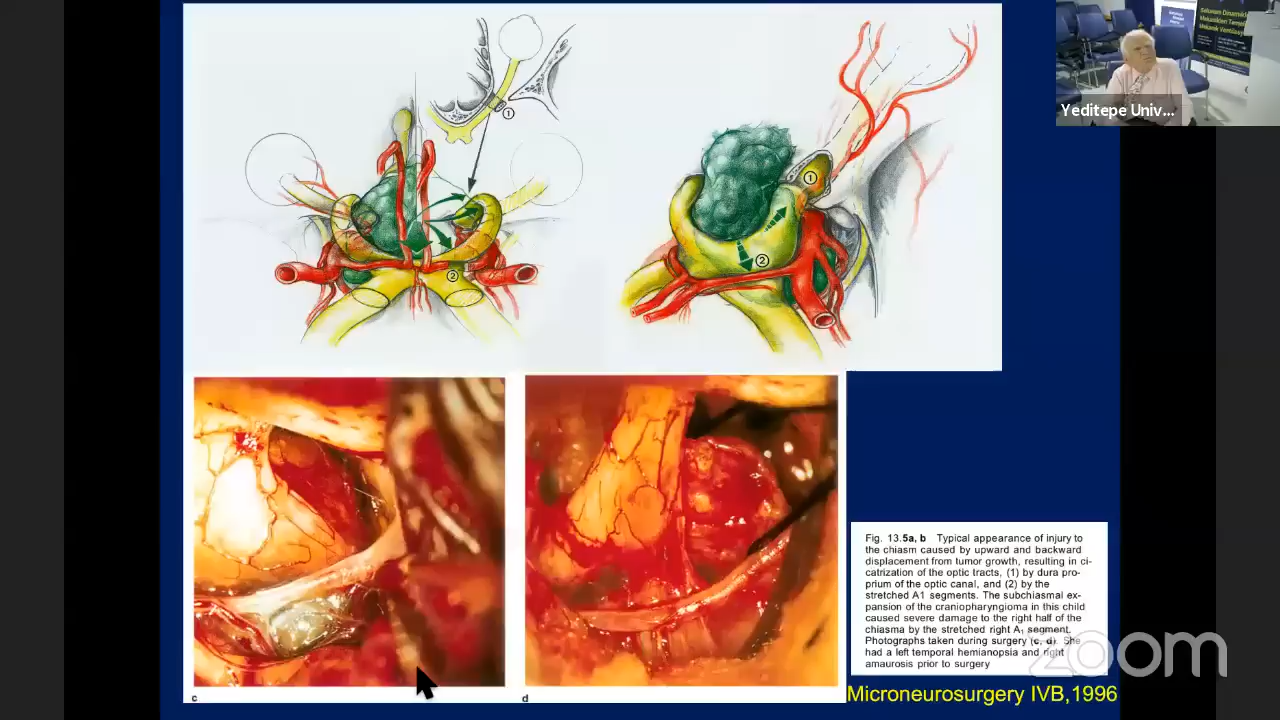 Yeditepe Univ...
1
2
1
2
c
d
Fig. 13.5a, b Typical appearance of injury to
the chiasm caused by upward and backward
displacement from tumor growth, resulting in ci-
catrization of the optic tracts, (1) by dura pro-
prium of the optic canal, and (2) by the
stretched A1 segments. The subchiasmal ex-
pansion of the craniopharyngioma in this child
caused severe damage to the right half of the
chiasma by the stretched right A1 segment.
Photographs taken during surgery (c, d). She
had a left temporal hemianopsia and right
amaurosis prior to surgery
zoom
Microneurosurgery IVB,1996